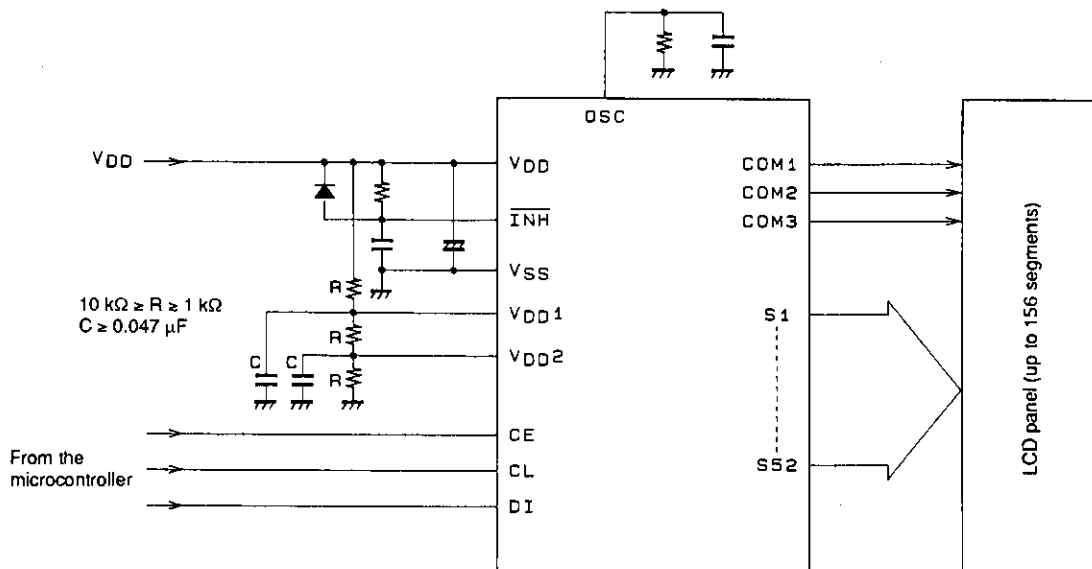 OSC
VDD
VDD
COM1
COM2
INH
COM3
VSS
R
10 kΩ ≥ R ≥ 1 kΩ
C ≥ 0.047 μF
VDD1
S1
R
VDD2
C
C
R
CE
From the
microcontroller
CL
S52
DI
LCD panel (up to 156 segments)